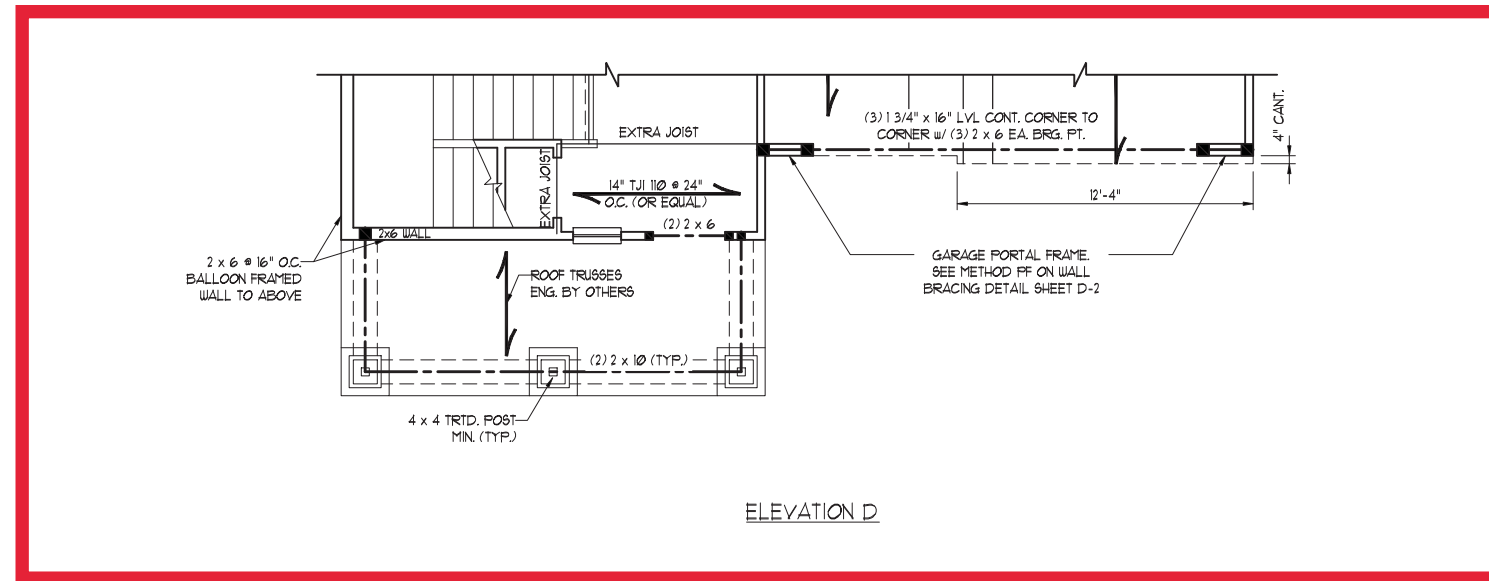 EXTRA JOIST
(3) 1 3/4" x 16" LVL CONT. CORNER TO
CORNER w/ (3) 2 x 6 EA. BRG. PT.
4" CANT.
EXTRA JOIST
14" TJI 110 @ 24"
O.C. (OR EQUAL)
12'-4"
(2) 2 x 6
2x6 WALL
2 x 6 @ 16" O.C.
BALLOON FRAMED
WALL TO ABOVE
ROOF TRUSSES
ENG. BY OTHERS
GARAGE PORTAL FRAME.
SEE METHOD PF ON WALL
BRACING DETAIL SHEET D-2
(2) 2 x 10 (TYP.)
4 x 4 TRTD. POST
MIN. (TYP.)
ELEVATION D